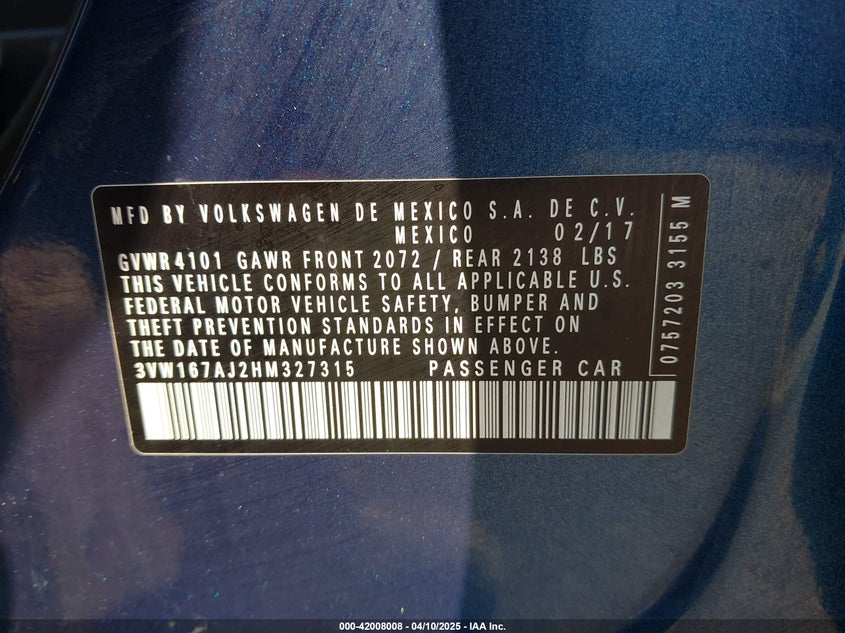 MFD BY VOLKSWAGEN DE MEXICO S.A. DE C.V.
MEXICO 02/17
GVWR 4101 GAWR FRONT 2072 / REAR 2138 LBS
THIS VEHICLE CONFORMS TO ALL APPLICABLE U.S.
FEDERAL MOTOR VEHICLE SAFETY, BUMPER AND
THEFT PREVENTION STANDARDS IN EFFECT ON
THE DATE OF MANUFACTURE SHOWN ABOVE.
3VW167AJ2HM327315 PASSENGER CAR
0757203 3155 M
000-42008008 - 04/10/2025 - IAA Inc.